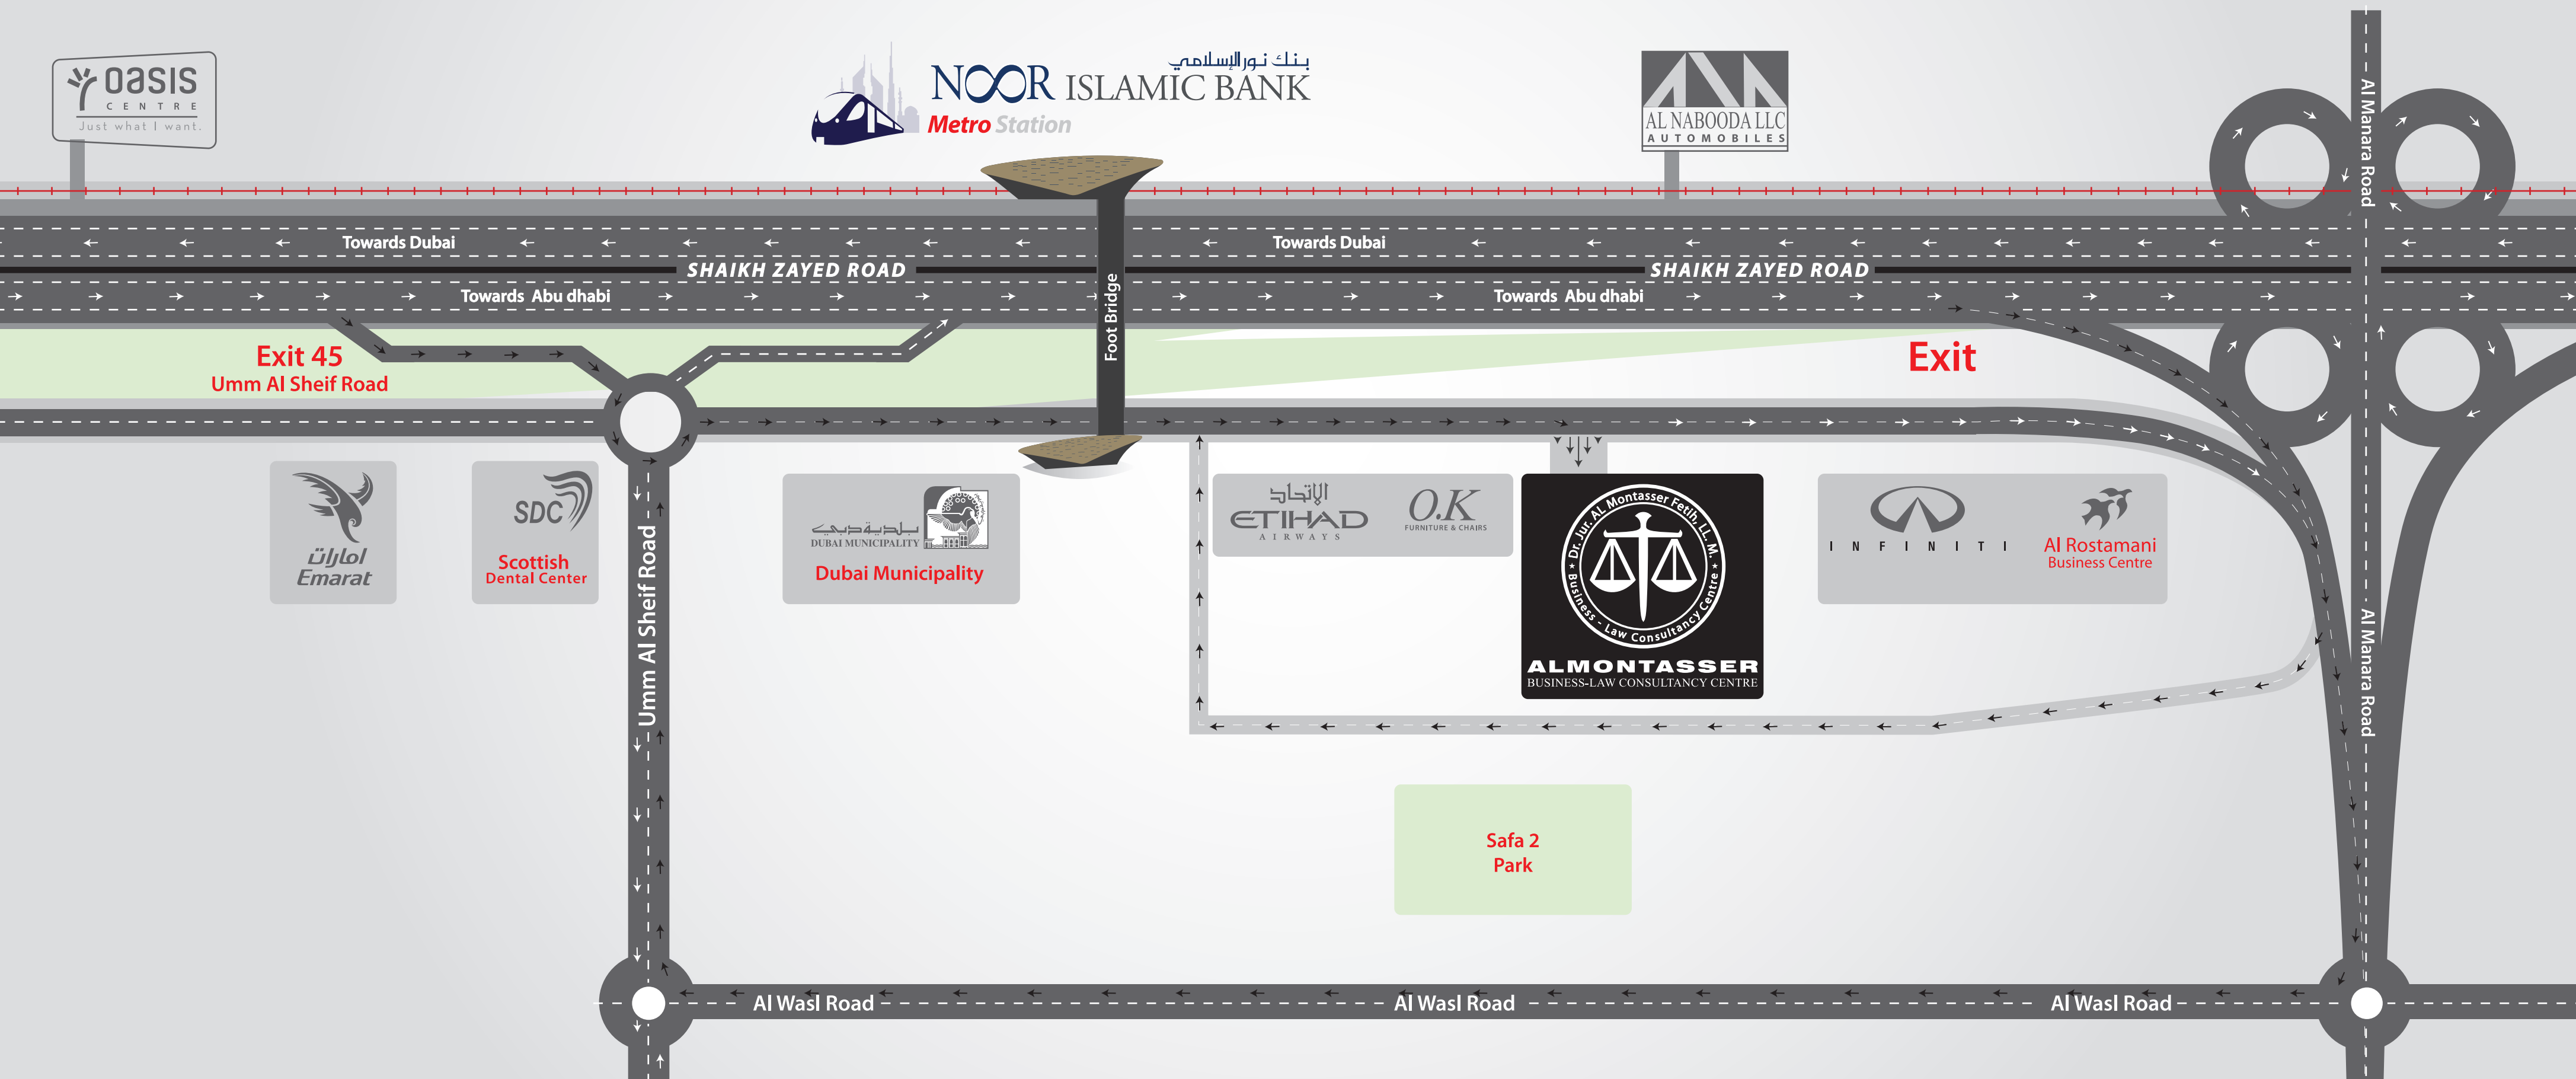 oasis
CENTRE
Just what I want.
بنك نور الإسلامي
NOOR ISLAMIC BANK
Metro Station
AL NABOODA LLC
AUTOMOBILES
Al Manara Road
Towards Dubai
Towards Dubai
SHAIKH ZAYED ROAD
SHAIKH ZAYED ROAD
Towards Abu dhabi
Towards Abu dhabi
Foot Bridge
Exit 45
Umm Al Sheif Road
Exit
امارات
Emarat
SDC
Scottish
Dental Center
Umm Al Sheif Road
بلدية دبي
DUBAI MUNICIPALITY
Dubai Municipality
الإتحاد
ETIHAD
AIRWAYS
O.K
FURNITURE & CHAIRS
Dr. Jur. AL Montasser Fetih, LL. M.
Business - Law Consultancy Centre
ALMONTASSER
BUSINESS-LAW CONSULTANCY CENTRE
INFINITI
Al Rostamani
Business Centre
Al Manara Road
Safa 2
Park
Al Wasl Road
Al Wasl Road
Al Wasl Road